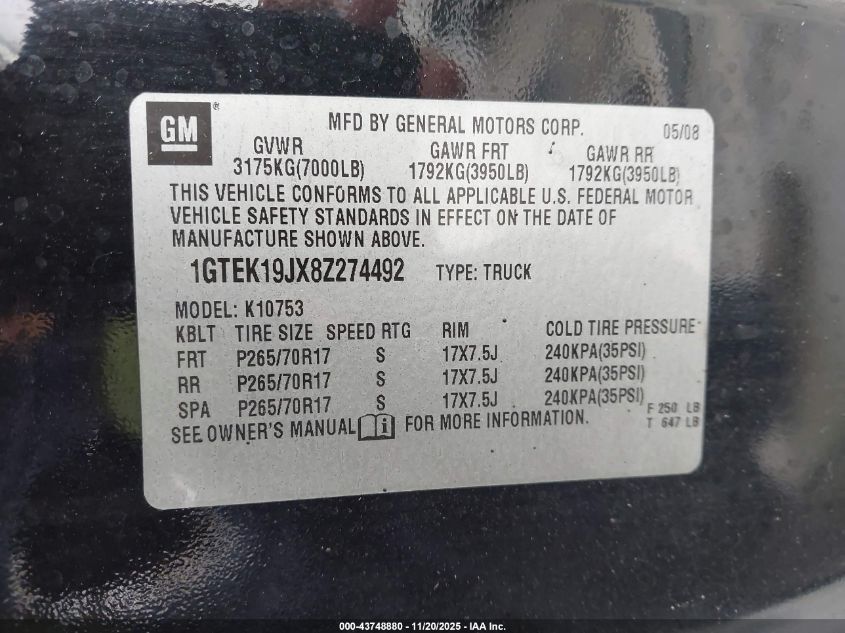 GM ®
MFD BY GENERAL MOTORS CORP. 05/08
GVWR GAWR FRT GAWR RR
3175KG(7000LB) 1792KG(3950LB) 1792KG(3950LB)
THIS VEHICLE CONFORMS TO ALL APPLICABLE U.S. FEDERAL MOTOR
VEHICLE SAFETY STANDARDS IN EFFECT ON THE DATE OF
MANUFACTURE SHOWN ABOVE.
1GTEK19JX8Z274492 TYPE: TRUCK
MODEL: K10753
KBLT TIRE SIZE SPEED RTG RIM COLD TIRE PRESSURE
FRT P265/70R17 S 17X7.5J 240KPA(35PSI)
RR P265/70R17 S 17X7.5J 240KPA(35PSI)
SPA P265/70R17 S 17X7.5J 240KPA(35PSI)
F 250 LB
SEE OWNER'S MANUAL i FOR MORE INFORMATION. T 647 LB
000-43748880 - 11/20/2025 - IAA Inc.